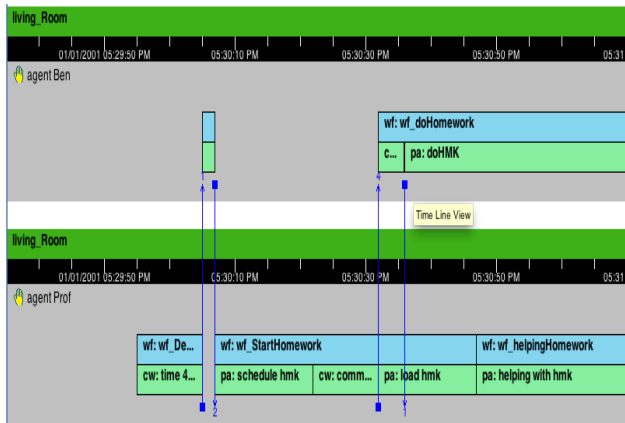 living_Room
01/01/2001 05:29:50 PM 05:30:10 PM 05:30:30 PM 05:30:50 PM 05:31
agent Ben
wf: wf_doHomework
c... pa: doHMK
1 4
Time Line View
living_Room
01/01/2001 05:29:50 PM 05:30:10 PM 05:30:30 PM 05:30:50 PM 05:31
agent Prof
wf: wf_De... wf: wf_StartHomework wf: wf_helpingHomework
cw: time 4... pa: schedule hmk cw: comm... pa: load hmk pa: helping with hmk
2 1